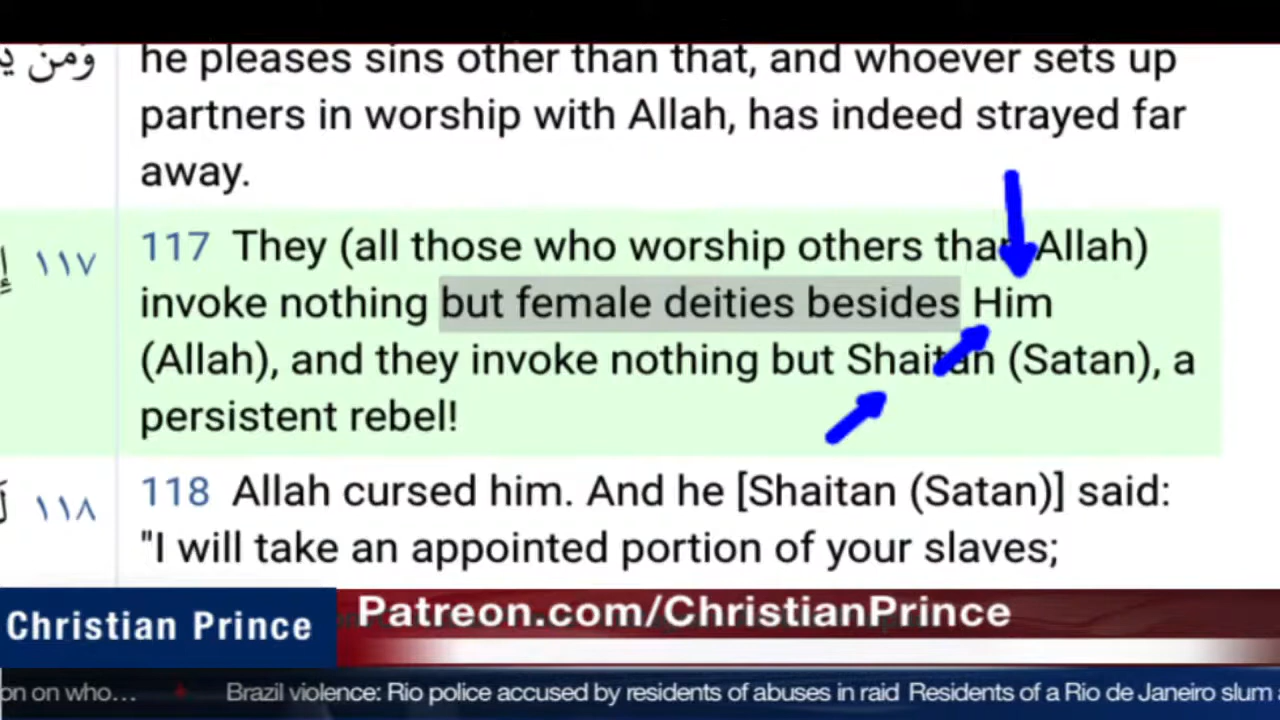 he pleases sins other than that, and whoever sets up
partners in worship with Allah, has indeed strayed far
away.
١١٧
117 They (all those who worship others than Allah)
invoke nothing but female deities besides Him
(Allah), and they invoke nothing but Shaitan (Satan), a
persistent rebel!
١١٨
118 Allah cursed him. And he [Shaitan (Satan)] said:
"I will take an appointed portion of your slaves;
Christian Prince
Patreon.com/ChristianPrince
on on who... Brazil violence: Rio police accused by residents of abuses in raid Residents of a Rio de Janeiro slum